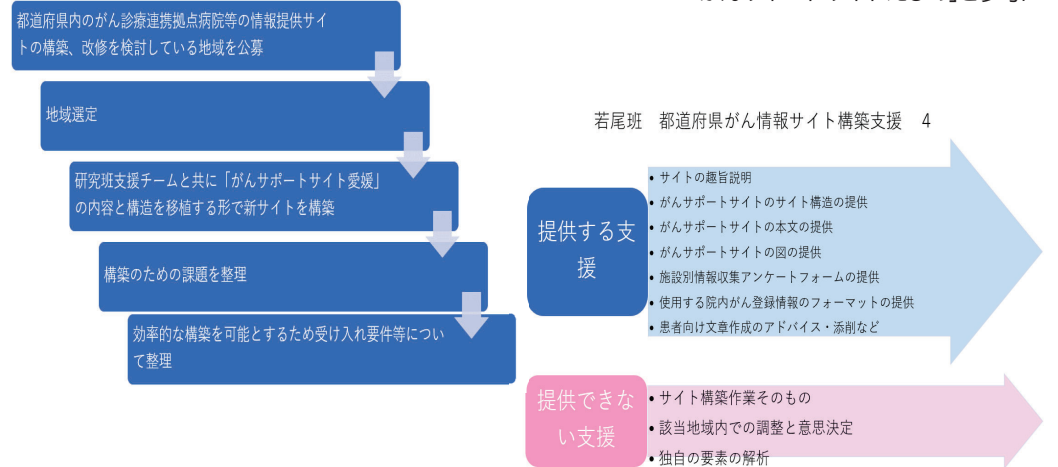 都道府県内のがん診療連携拠点病院等の情報提供サイ
トの構築、改修を検討している地域を公募
地域選定
研究班支援チームと共に「がんサポートサイト愛媛」
の内容と構造を移植する形で新サイトを構築
構築のための課題を整理
効率的な構築を可能とするため受け入れ要件等につい
て整理
若尾班 都道府県がん情報サイト構築支援 4
提供する支
援
• サイトの趣旨説明
• がんサポートサイトのサイト構造の提供
• がんサポートサイトの本文の提供
• がんサポートサイトの図の提供
• 施設別情報収集アンケートフォームの提供
• 使用する院内がん登録情報のフォーマットの提供
• 患者向け文章作成のアドバイス・添削など
提供できな
い支援
• サイト構築作業そのもの
• 該当地域内での調整と意思決定
• 独自の要素の解析